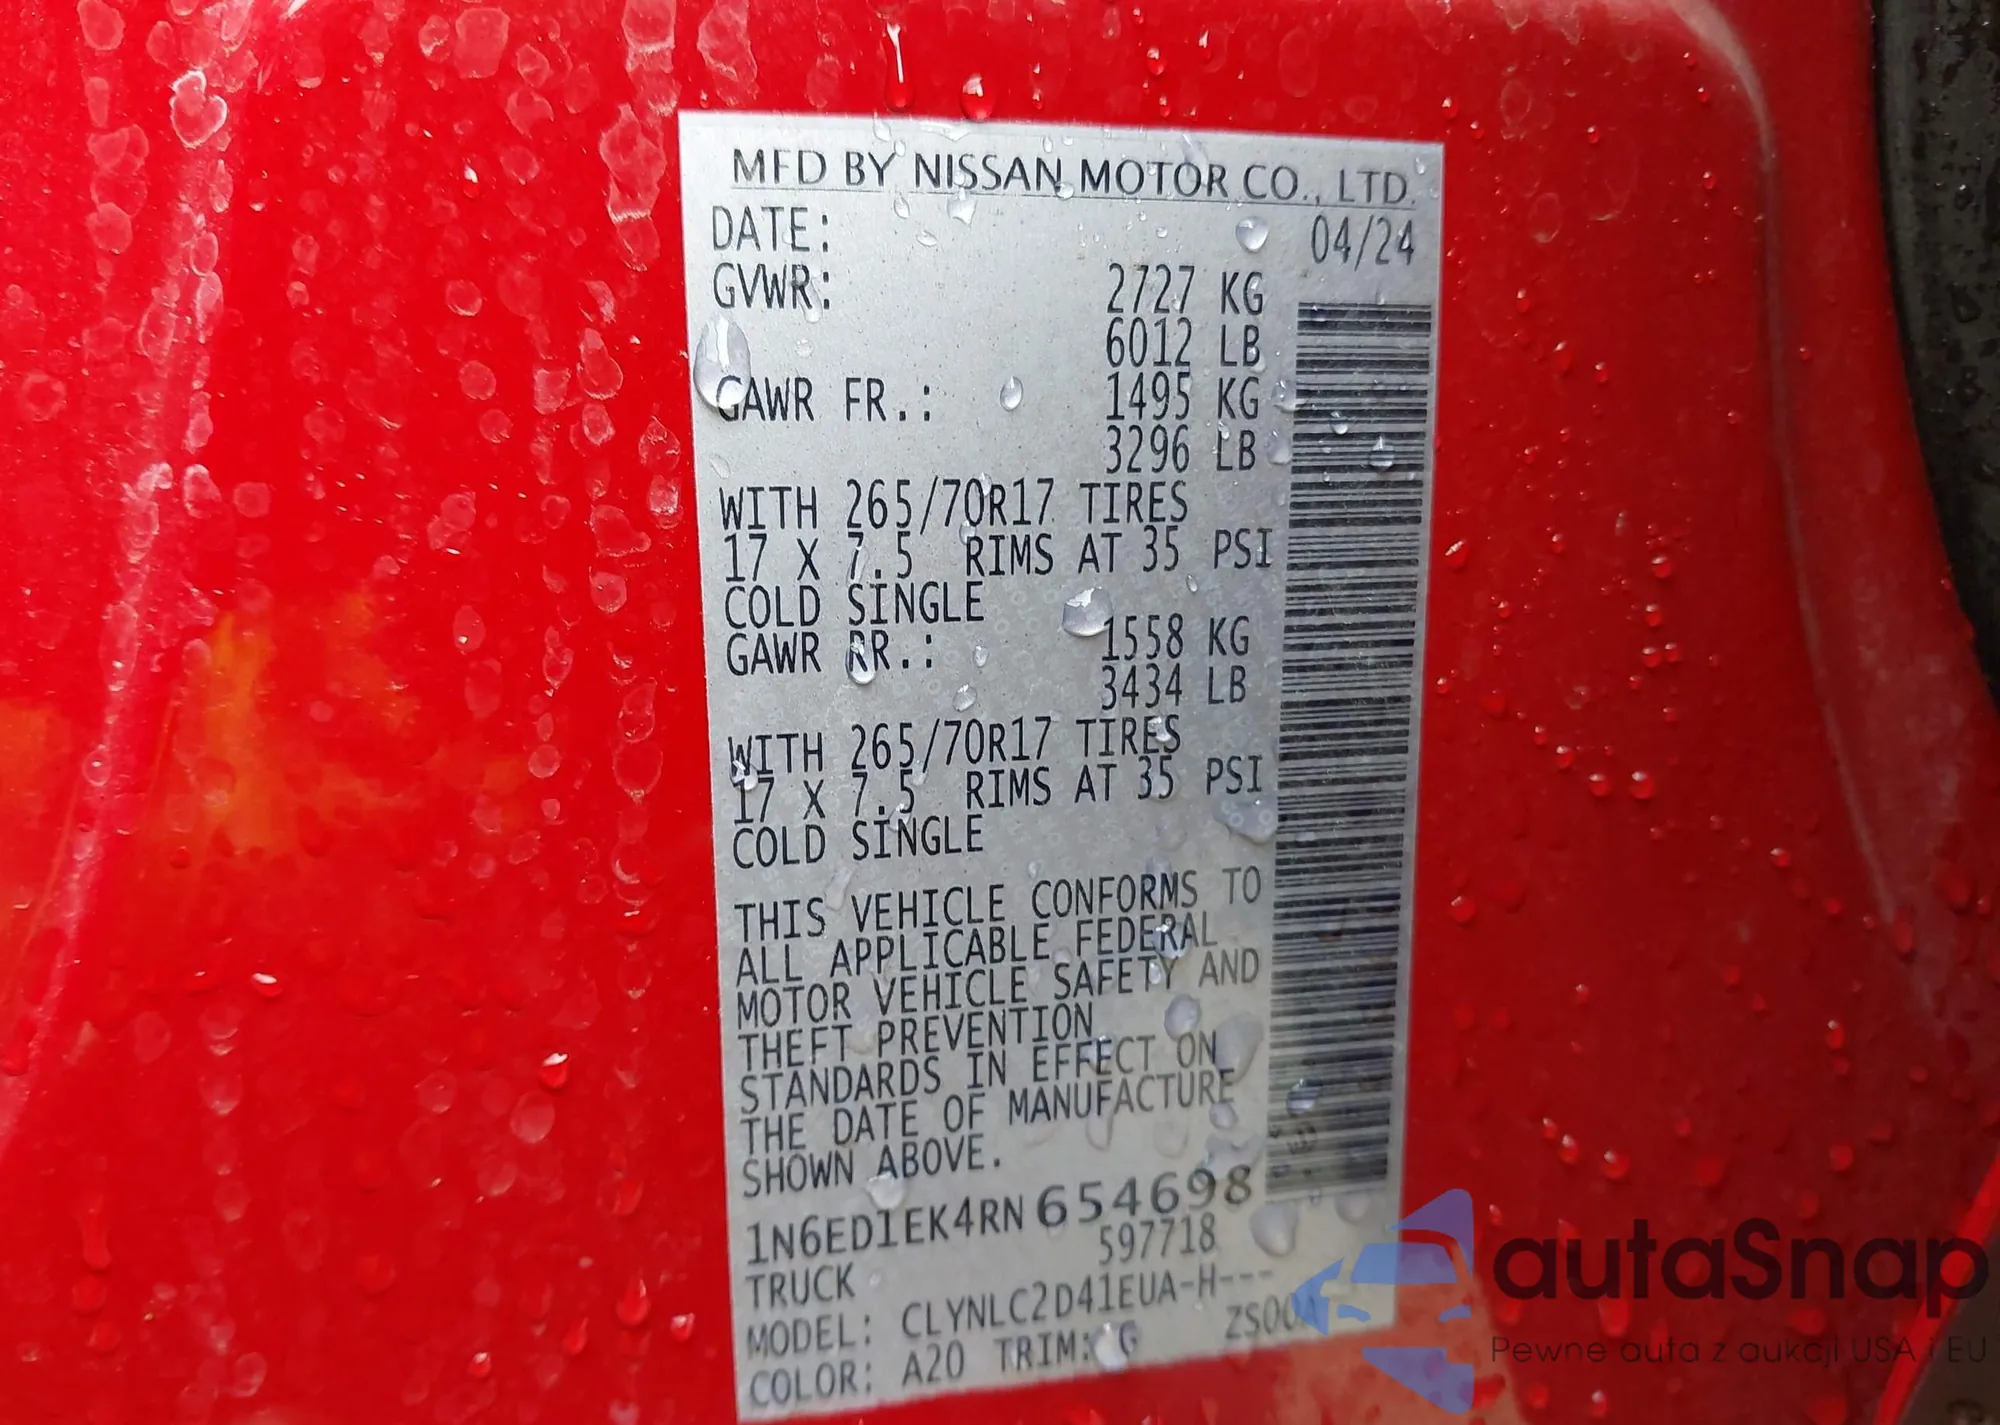 MFD BY NISSAN MOTOR CO., LTD.
DATE: 04/24
GVWR: 2727 KG
6012 LB
GAWR FR.: 1495 KG
3296 LB
WITH 265/70R17 TIRES
17 X 7.5 RIMS AT 35 PSI
COLD SINGLE
GAWR RR.: 1558 KG
3434 LB
WITH 265/70R17 TIRES
17 X 7.5 RIMS AT 35 PSI
COLD SINGLE
THIS VEHICLE CONFORMS TO
ALL APPLICABLE FEDERAL
MOTOR VEHICLE SAFETY AND
THEFT PREVENTION
STANDARDS IN EFFECT ON
THE DATE OF MANUFACTURE
SHOWN ABOVE.
1N6ED1EK4RN654698
597718
TRUCK
MODEL: CLYNLC2D41EUA-H---
COLOR: A20 TRIM: G
autaSnap
Pewne auta z aukcji USA i EU